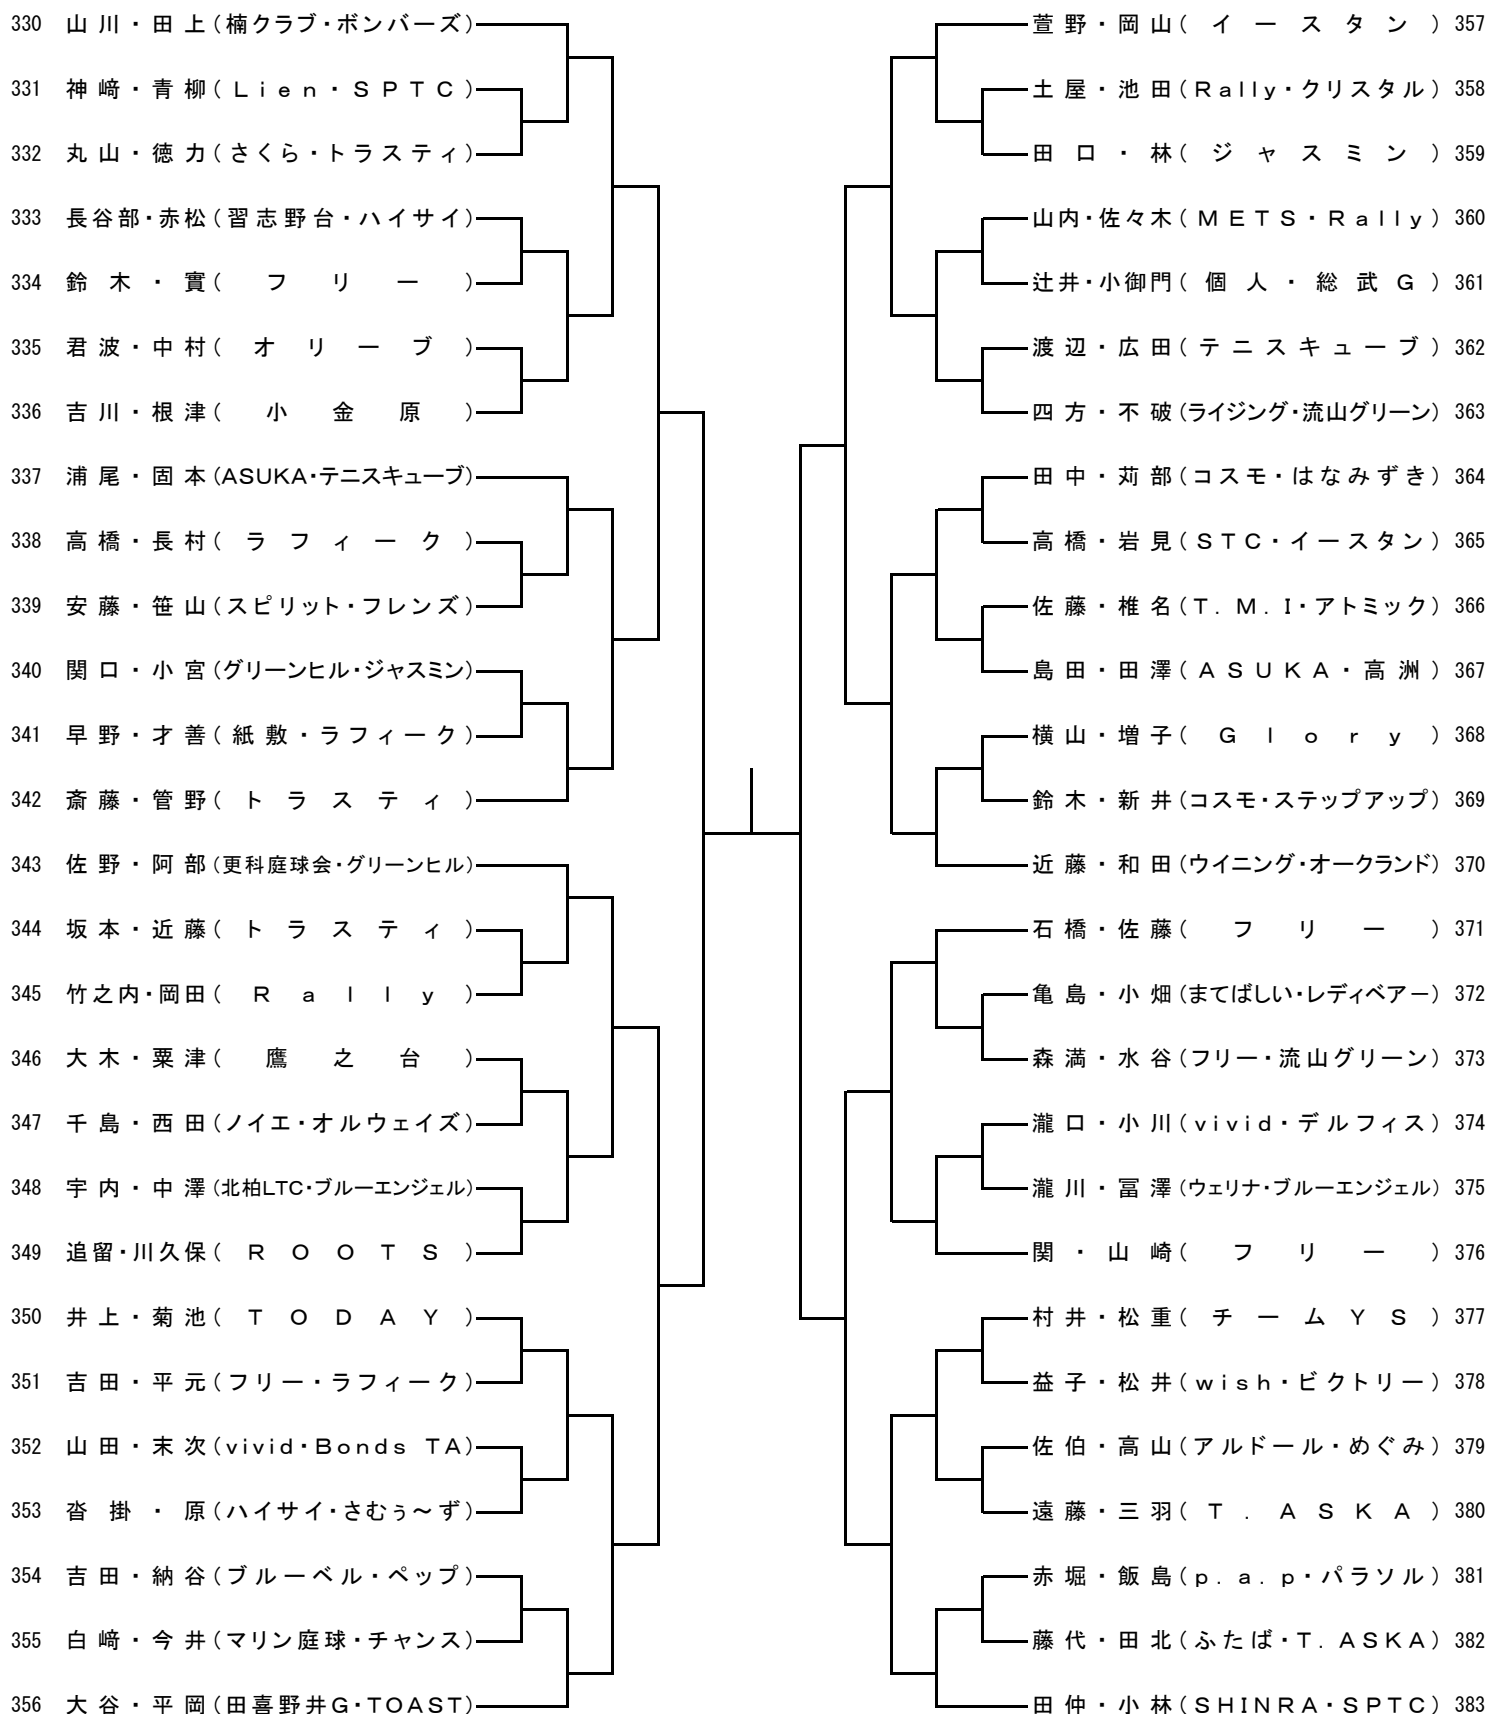 330 山川・田上(楠クラブ・ボンバーズ)
331 神﨑・青柳(Lien・SPTC)
332 丸山・徳力(さくら・トラスティ)
333 長谷部・赤松(習志野台・ハイサイ)
334 鈴木・實(フリー)
335 君波・中村(オリーブ)
336 吉川・根津(小金原)
337 浦尾・固本(ASUKA・テニスキューブ)
338 高橋・長村(ラフィーク)
339 安藤・笹山(スピリット・フレンズ)
340 関口・小宮(グリーンヒル・ジャスミン)
341 早野・才善(紙敷・ラフィーク)
342 斎藤・管野(トラスティ)
343 佐野・阿部(更科庭球会・グリーンヒル)
344 坂本・近藤(トラスティ)
345 竹之内・岡田(Rally)
346 大木・粟津(鷹之台)
347 千島・西田(ノイエ・オルウェイズ)
348 宇内・中澤(北柏LTC・ブルーエンジェル)
349 追留・川久保(ROOTS)
350 井上・菊池(TODAY)
351 吉田・平元(フリー・ラフィーク)
352 山田・末次(vivid・Bonds TA)
353 沓掛・原(ハイサイ・さむぅ～ず)
354 吉田・納谷(ブルーベル・ペップ)
355 白﨑・今井(マリン庭球・チャンス)
356 大谷・平岡(田喜野井G・TOAST)
萱野・岡山(イースタン) 357
土屋・池田(Rally・クリスタル) 358
田口・林(ジャスミン) 359
山内・佐々木(METS・Rally) 360
辻井・小御門(個人・総武G) 361
渡辺・広田(テニスキューブ) 362
四方・不破(ライジング・流山グリーン) 363
田中・苅部(コスモ・はなみずき) 364
高橋・岩見(STC・イースタン) 365
佐藤・椎名(T.M.I・アトミック) 366
島田・田澤(ASUKA・高洲) 367
横山・増子(Glory) 368
鈴木・新井(コスモ・ステップアップ) 369
近藤・和田(ウイニング・オークランド) 370
石橋・佐藤(フリー) 371
亀島・小畑(まてばしい・レディベアー) 372
森満・水谷(フリー・流山グリーン) 373
瀧口・小川(vivid・デルフィス) 374
瀧川・冨澤(ウェリナ・ブルーエンジェル) 375
関・山崎(フリー) 376
村井・松重(チームYS) 377
益子・松井(wish・ビクトリー) 378
佐伯・高山(アルドール・めぐみ) 379
遠藤・三羽(T.ASKA) 380
赤堀・飯島(p.a.p・パラソル) 381
藤代・田北(ふたば・T.ASKA) 382
田仲・小林(SHINRA・SPTC) 383